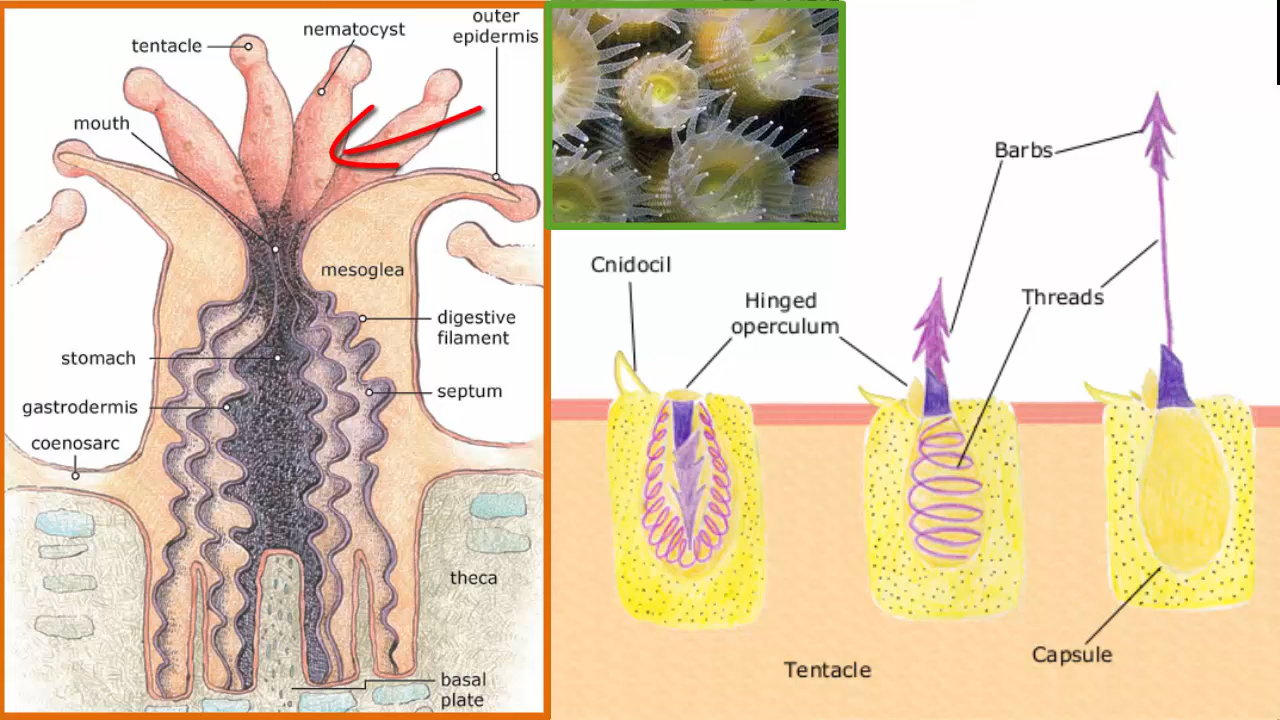 outer
epidermis
nematocyst
tentacle
mouth
mesoglea
digestive
filament
stomach
septum
gastrodermis
coenosarc
theca
basal
plate
Barbs
Cnidocil
Hinged
operculum
Threads
Capsule
Tentacle